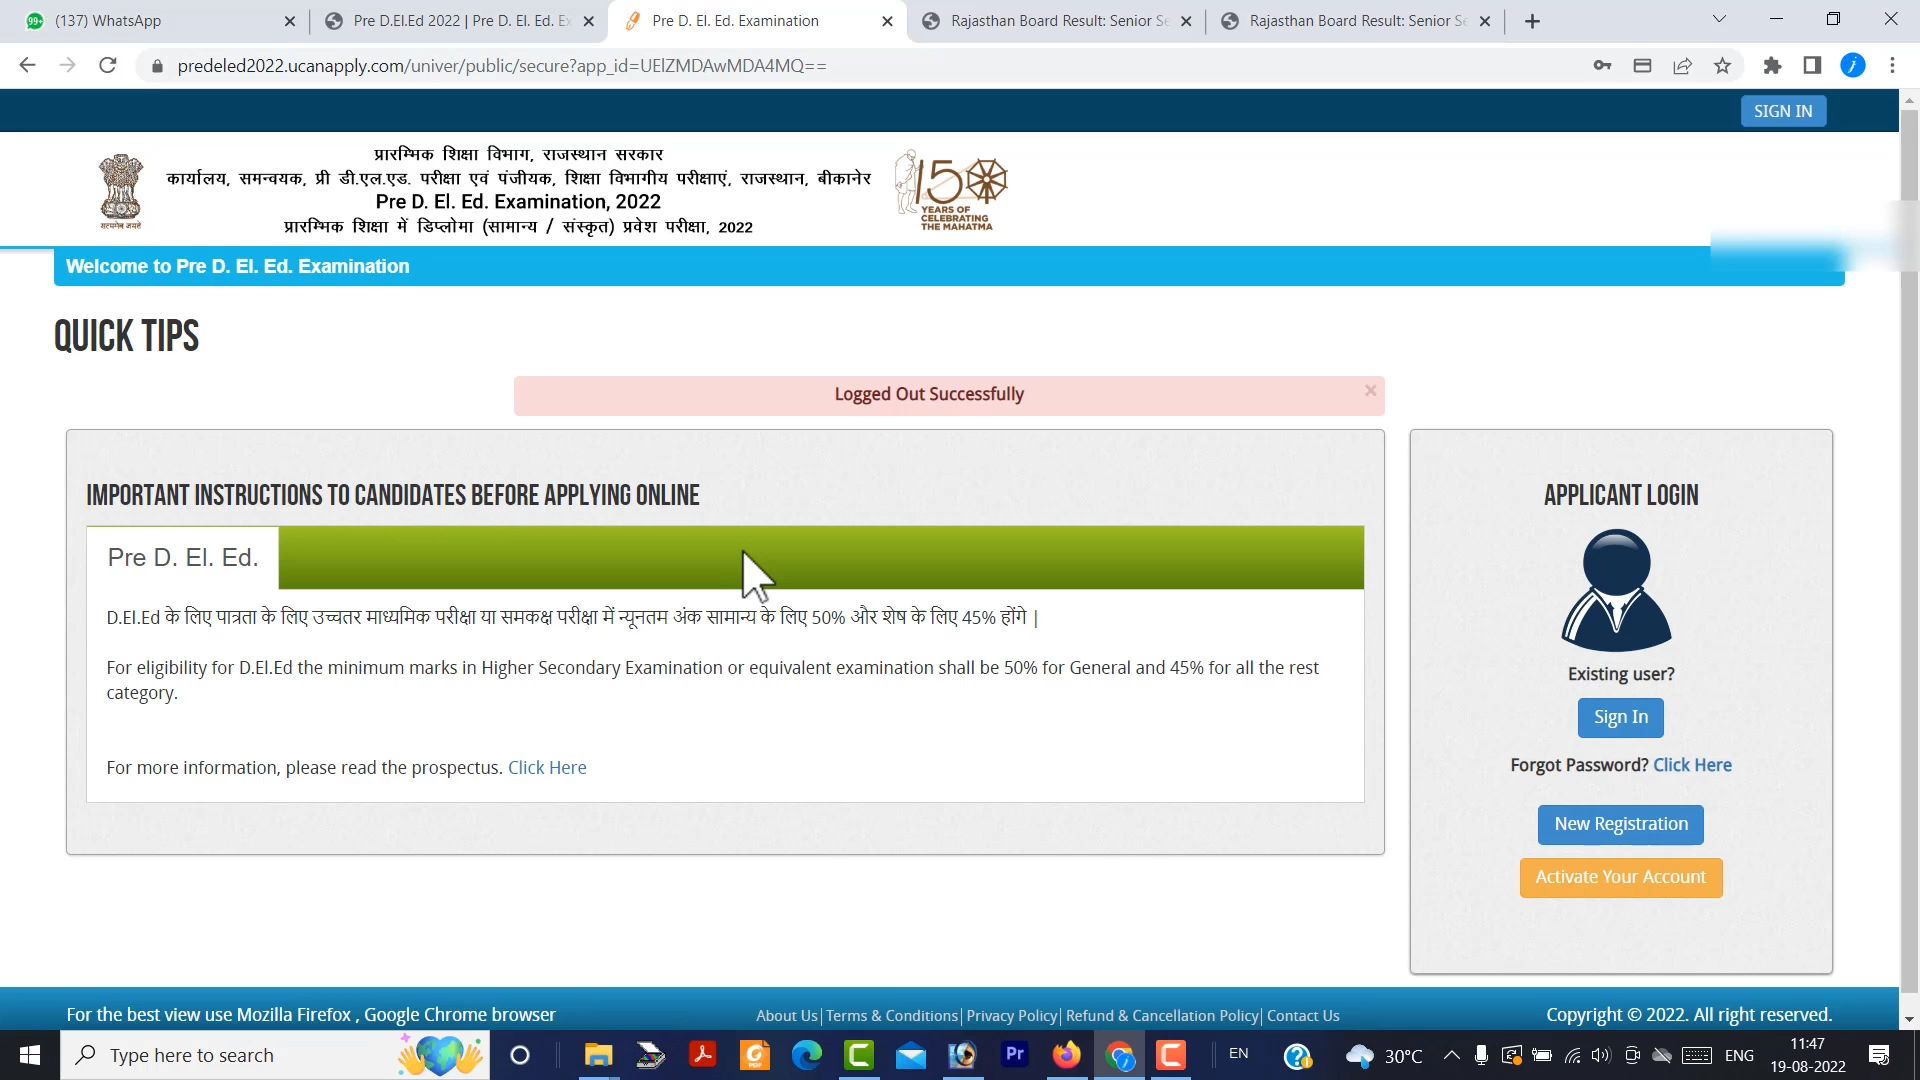 (137) WhatsApp
Pre D.El.Ed 2022 | Pre D. El. Ed. Ex
Pre D. El. Ed. Examination
Rajasthan Board Result: Senior Se
Rajasthan Board Result: Senior Se
predeled2022.ucanapply.com/univer/public/secure?app_id=UElZMDAwMDA4MQ==
SIGN IN
प्रारम्भिक शिक्षा विभाग, राजस्थान सरकार
कार्यालय, समन्वयक, प्री डी.एल.एड. परीक्षा एवं पंजीयक, शिक्षा विभागीय परीक्षाएं, राजस्थान, बीकानेर
Pre D. El. Ed. Examination, 2022
प्रारम्भिक शिक्षा में डिप्लोमा (सामान्य / संस्कृत) प्रवेश परीक्षा, 2022
सत्यमेव जयते
150
YEARS OF
CELEBRATING
THE MAHATMA
Welcome to Pre D. El. Ed. Examination
QUICK TIPS
Logged Out Successfully
IMPORTANT INSTRUCTIONS TO CANDIDATES BEFORE APPLYING ONLINE
Pre D. El. Ed.
D.El.Ed के लिए पात्रता के लिए उच्चतर माध्यमिक परीक्षा या समकक्ष परीक्षा में न्यूनतम अंक सामान्य के लिए 50% और शेष के लिए 45% होंगे |
For eligibility for D.El.Ed the minimum marks in Higher Secondary Examination or equivalent examination shall be 50% for General and 45% for all the rest
category.
For more information, please read the prospectus. Click Here
APPLICANT LOGIN
Existing user?
Sign In
Forgot Password? Click Here
New Registration
Activate Your Account
For the best view use Mozilla Firefox , Google Chrome browser
About Us| Terms & Conditions| Privacy Policy| Refund & Cancellation Policy| Contact Us
Copyright © 2022. All right reserved.
Type here to search
Pr
EN
30°C
ENG
11:47
19-08-2022